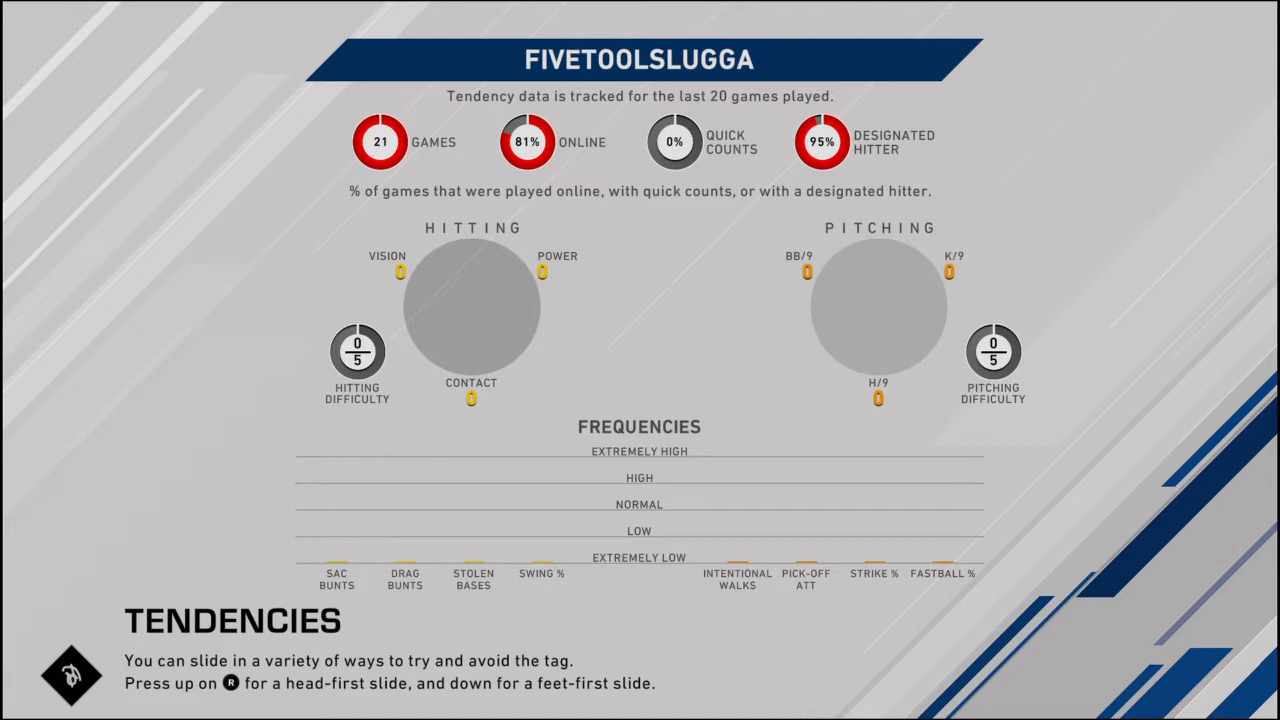 FIVETOOLSLUGGA
Tendency data is tracked for the last 20 games played.
21 GAMES
81% ONLINE
0% QUICK COUNTS
95% DESIGNATED HITTER
% of games that were played online, with quick counts, or with a designated hitter.
HITTING
VISION
0
POWER
0
0
5
HITTING
DIFFICULTY
CONTACT
0
PITCHING
BB/9
0
K/9
0
H/9
0
0
5
PITCHING
DIFFICULTY
FREQUENCIES
EXTREMELY HIGH
HIGH
NORMAL
LOW
EXTREMELY LOW
SAC
BUNTS
DRAG
BUNTS
STOLEN
BASES
SWING %
INTENTIONAL
WALKS
PICK-OFF
ATT
STRIKE %
FASTBALL %
TENDENCIES
You can slide in a variety of ways to try and avoid the tag.
Press up on R for a head-first slide, and down for a feet-first slide.